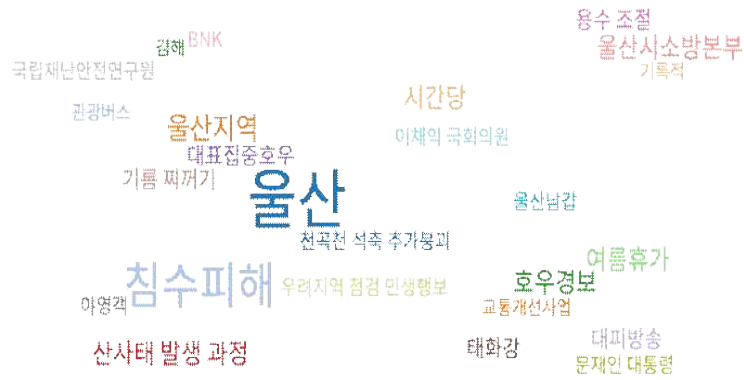 용수 조절
김해
BNK
울산시소방본부
국립재난안전연구원
기록적
관광버스
시간당
울산지역
이채익 국회의원
대표집중호우
기름 찌꺼기
울산
울산남갑
천곡천 석축 추가붕괴
여름휴가
침수피해
우려지역 점검 민생행보
호우경보
야영객
교통개선사업
산사태 발생 과정
태화강
대피방송
문재인 대통령